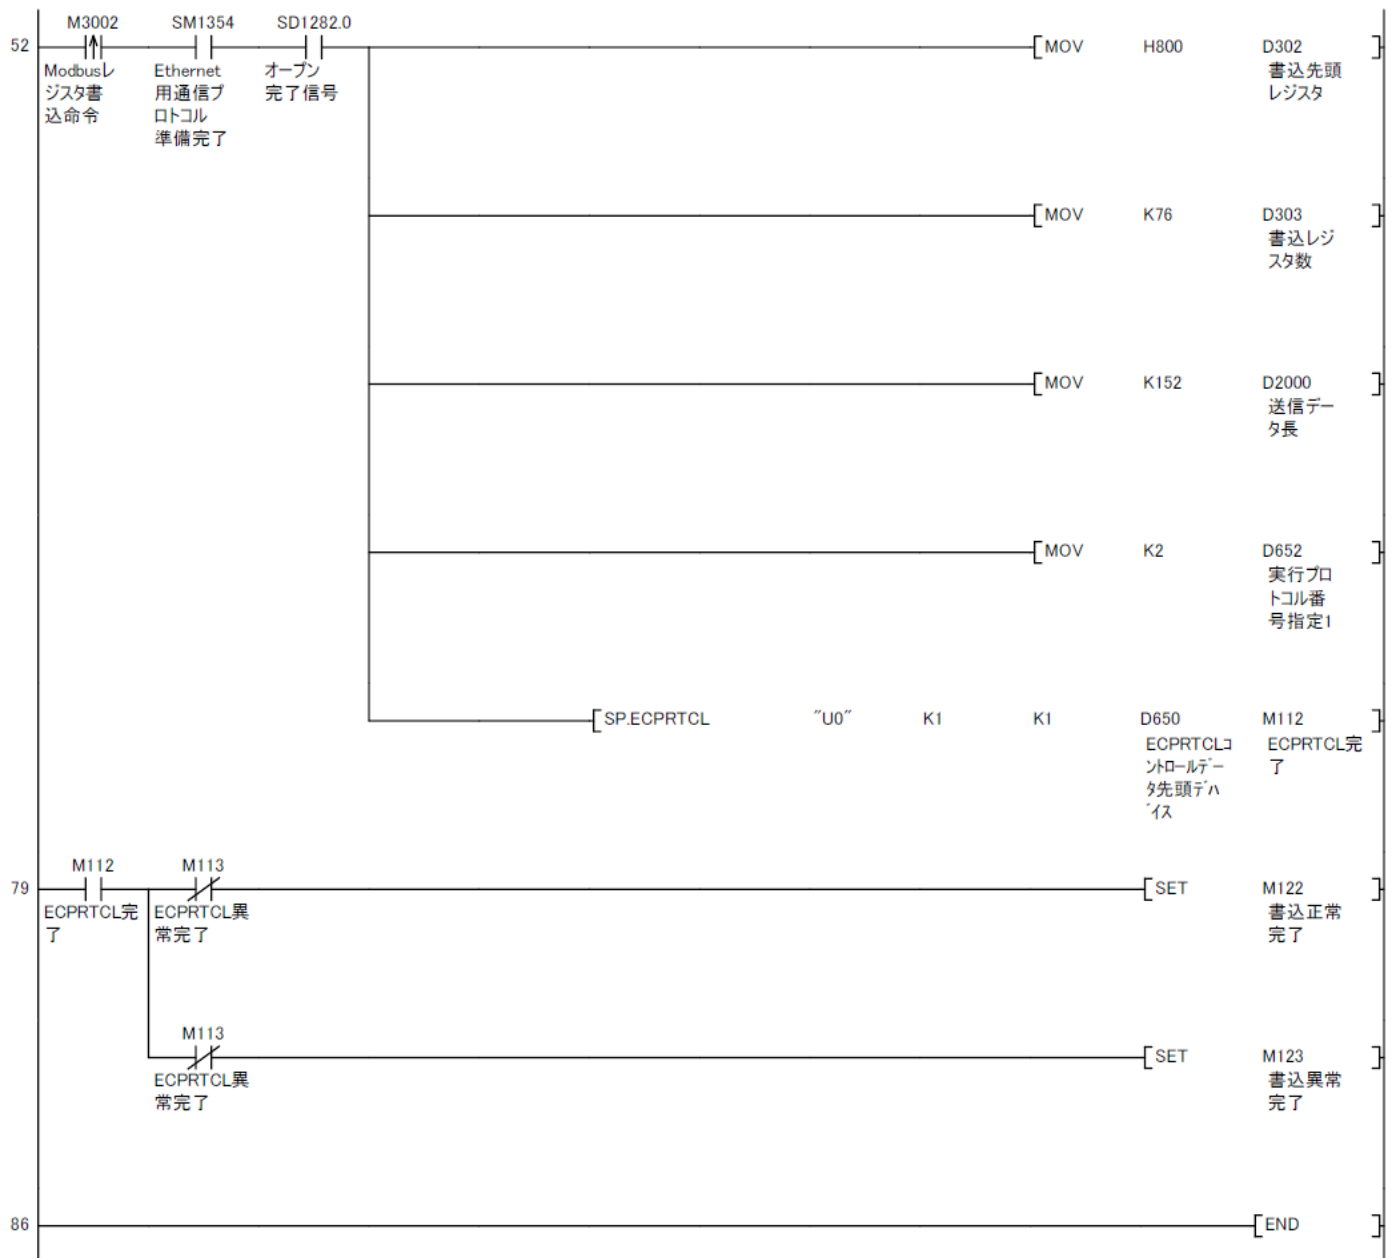 M3002 SM1354 SD1282.0
52 MOV H800 D302
Modbusレ Ethernet オープン 書込先頭
ジスタ書 用通信プ 完了信号 レジスタ
込命令 ロトコル
準備完了
MOV K76 D303
書込レジ
スタ数
MOV K152 D2000
送信デー
タ長
MOV K2 D652
実行プロ
トコル番
号指定1
SP.ECPRTCL "U0" K1 K1 D650 M112
ECPRTCLコ ECPRTCL完
ントロールデー 了
タ先頭デバ
イス
M112 M113
79 SET M122
ECPRTCL完 ECPRTCL異 書込正常
了 常完了 完了
M113
SET M123
ECPRTCL異 書込異常
常完了 完了
86 END